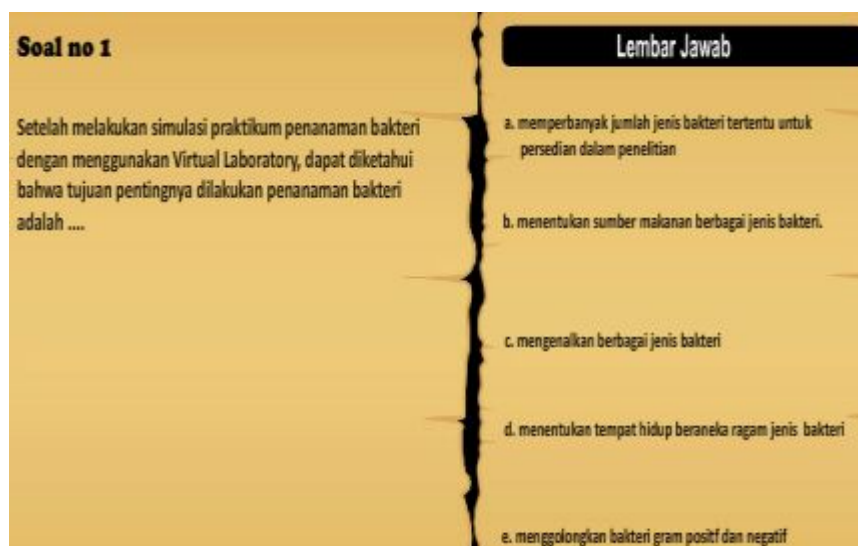 Soal no 1
Setelah melakukan simulasi praktikum penanaman bakteri
dengan menggunakan Virtual Laboratory, dapat diketahui
bahwa tujuan pentingnya dilakukan penanaman bakteri
adalah ....
Lembar Jawab
a. memperbanyak jumlah jenis bakteri tertentu untuk
persedian dalam penelitian
b. menentukan sumber makanan berbagai jenis bakteri.
c. mengenalkan berbagai jenis bakteri
d. menentukan tempat hidup beraneka ragam jenis bakteri
e. menggolongkan bakteri gram positf dan negatif